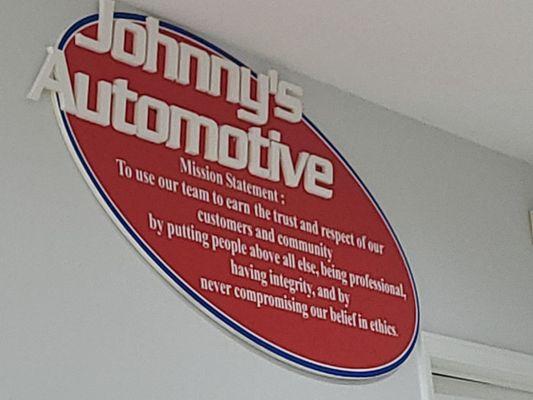 Johnny's
Automotive
Mission Statement :
To use our team to earn the trust and respect of our
customers and community
by putting people above all else, being professional,
having integrity, and by
never compromising our belief in ethics.